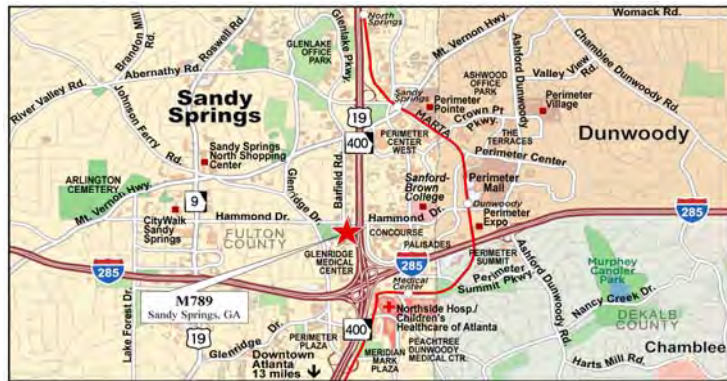 North
Springs
Womack Rd.
Brandon Mill Rd.
Roswell Rd.
GLENLAKE
OFFICE
PARK
Glenlake Pkwy.
Mt. Vernon Hwy.
Ashford Dunwoody Rd.
Chamblee Dunwoody Rd.
Abernathy Rd.
River Valley Rd.
Johnson Ferry Rd.
Sandy
Springs
Sandy
Springs
ASHWOOD
OFFICE
PARK
Valley View
Rd.
Perimeter
Pointe
Perimeter
Village
MARTA
Crown Pt
Pkwy.
19
400
PERIMETER
CENTER
WEST
THE
TERRACES
Dunwoody
Perimeter Center
Sandy Springs
North Shopping
Center
Barfield Rd.
Glenridge Dr.
Sanford-
Brown
College
Perimeter
Mall
ARLINGTON
CEMETERY
Mt. Vernon Hwy.
9
Hammond Dr.
Hammond Dr.
Dunwoody
Perimeter
Expo
285
CityWalk
Sandy
Springs
FULTON
COUNTY
CONCOURSE
GLENRIDGE
MEDICAL
CENTER
PALISADES
285
PERIMETER
SUMMIT
Perimeter
Summit Pkwy.
Ashford Dunwoody Rd.
Murphey
Candler
Park
285
Medical
Center
M789
Sandy Springs, GA
Nancy Creek Dr.
DEKALB
COUNTY
Northside Hosp./
Children's
Healthcare of Atlanta
Lake Forest Dr.
19
Glenridge Dr.
PERIMETER
PLAZA
400
MERIDIAN
MARK
PLAZA
PEACHTREE
DUNWOODY
MEDICAL CTR.
Chamblee
Downtown
Atlanta
13 miles
Harts Mill Rd.